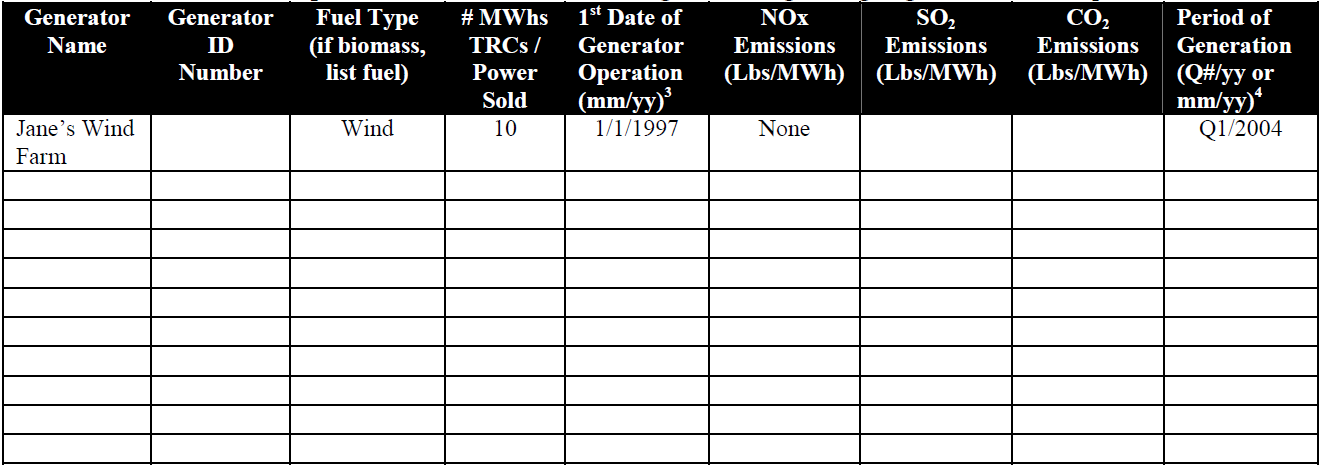 Generator Name
Generator ID Number
Fuel Type (if biomass, list fuel)
# MWhs TRCs / Power Sold
1st Date of Generator Operation (mm/yy)3
NOx Emissions (Lbs/MWh)
SO2 Emissions (Lbs/MWh)
CO2 Emissions (Lbs/MWh)
Period of Generation (Q#/yy or mm/yy)4
Jane's Wind Farm
Wind
10
1/1/1997
None
Q1/2004